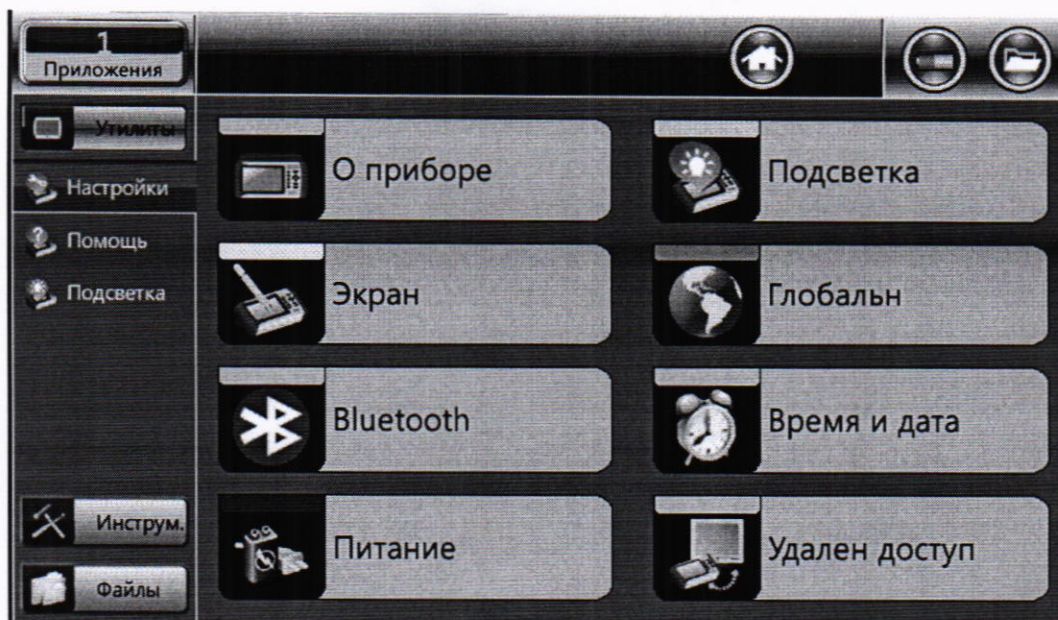 1
Приложения
Утилиты
Настройки
Помощь
Подсветка
Инструм.
Файлы
О приборе
Подсветка
Экран
Глобальн
Bluetooth
Время и дата
Питание
Удален доступ